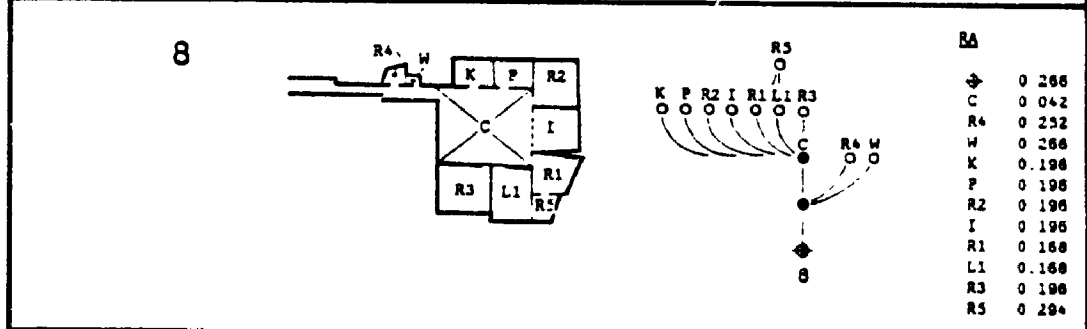 8
R4 W
K P R2
C I
R1
R3 L1
R5
R5
K P R2 I R1 L1 R3
C R4 W
8
RA
0 266
C 0 042
R4
W 0 266
K 0.196
P 0 196
R2 0 196
I 0 196
R1 0 168
L1 0.168
R3 0 196
R5 0 294